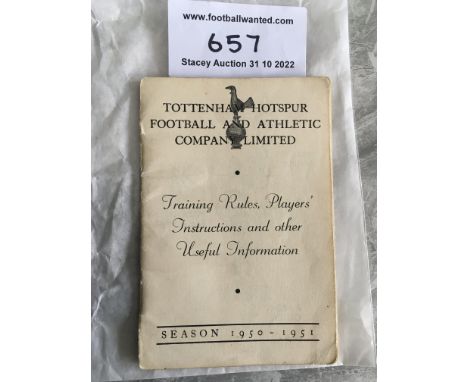 www.footballwanted.com
657
Stacey Auction 31 10 2022
TOTTENHAM HOTSPUR
FOOTBALL AND ATHLETIC
COMPANY LIMITED
Training Rules, Players'
Instructions and other
Useful Information
SEASON 1950-1951